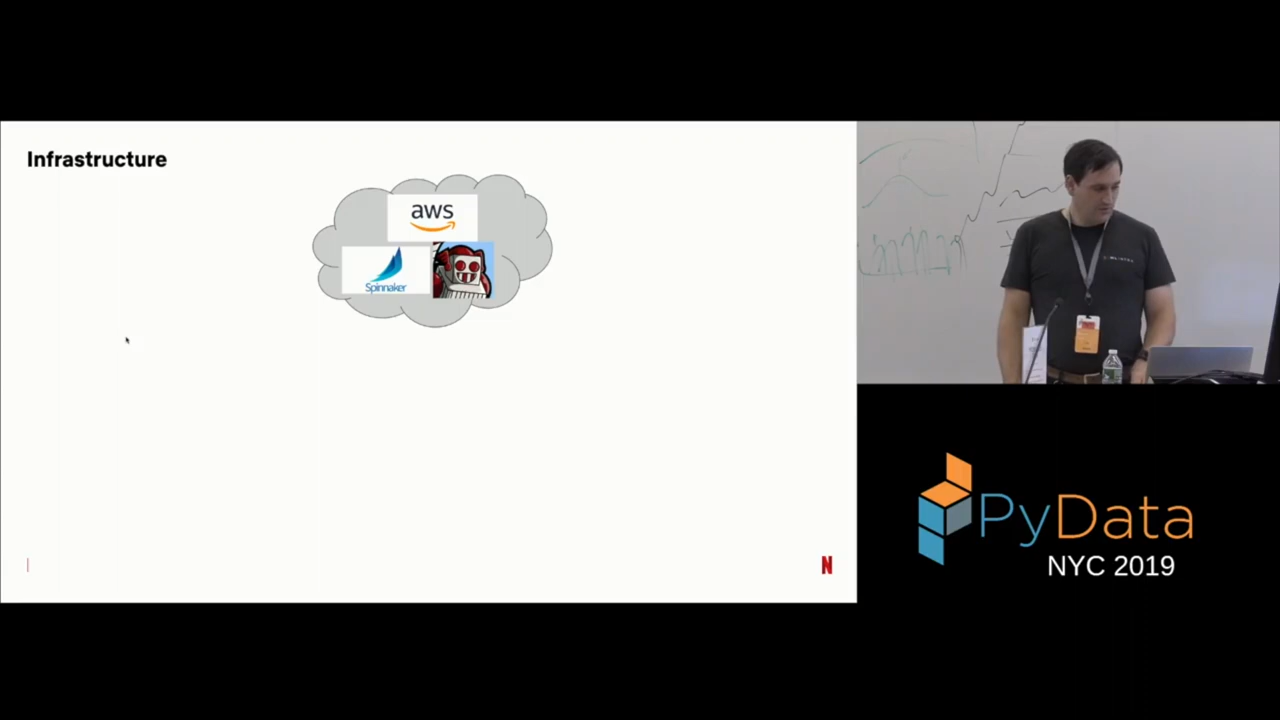 Infrastructure
aws
Spinnaker
N
PyData
NYC 2019